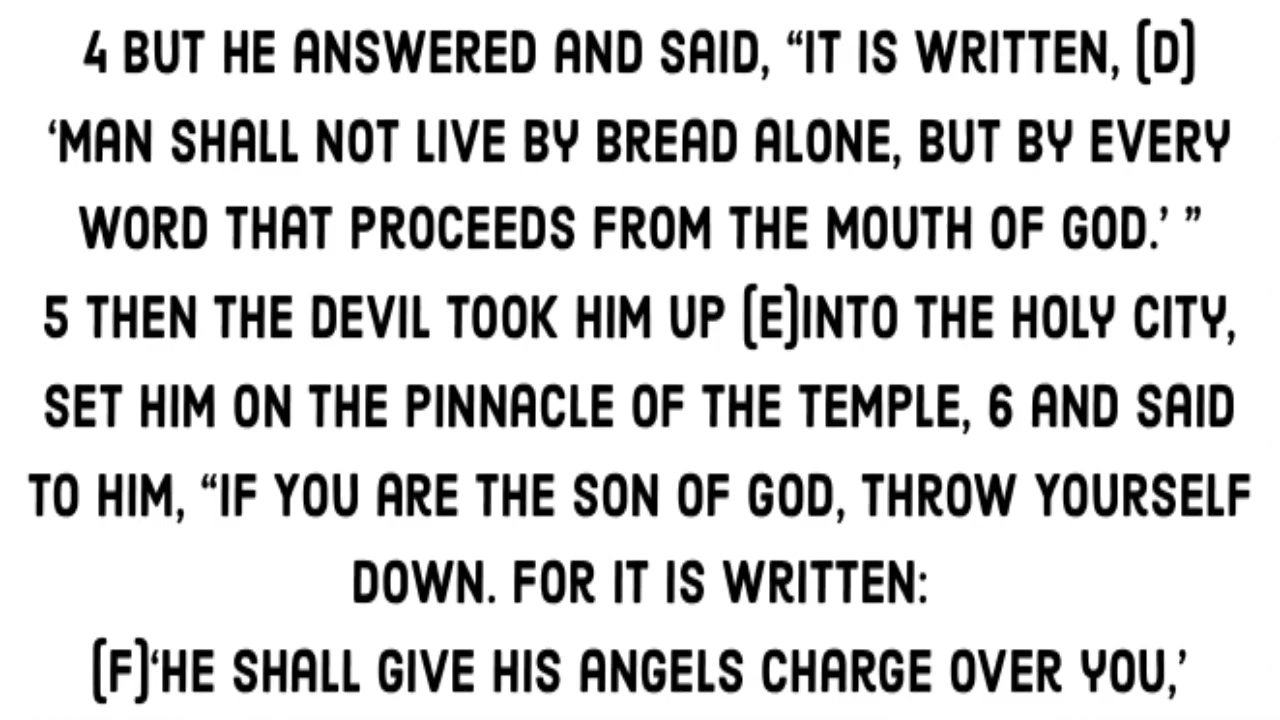 4 BUT HE ANSWERED AND SAID, “IT IS WRITTEN, [D]
‘MAN SHALL NOT LIVE BY BREAD ALONE, BUT BY EVERY
WORD THAT PROCEEDS FROM THE MOUTH OF GOD.’ ”
5 THEN THE DEVIL TOOK HIM UP [E]INTO THE HOLY CITY,
SET HIM ON THE PINNACLE OF THE TEMPLE, 6 AND SAID
TO HIM, “IF YOU ARE THE SON OF GOD, THROW YOURSELF
DOWN. FOR IT IS WRITTEN:
[F]‘HE SHALL GIVE HIS ANGELS CHARGE OVER YOU,’